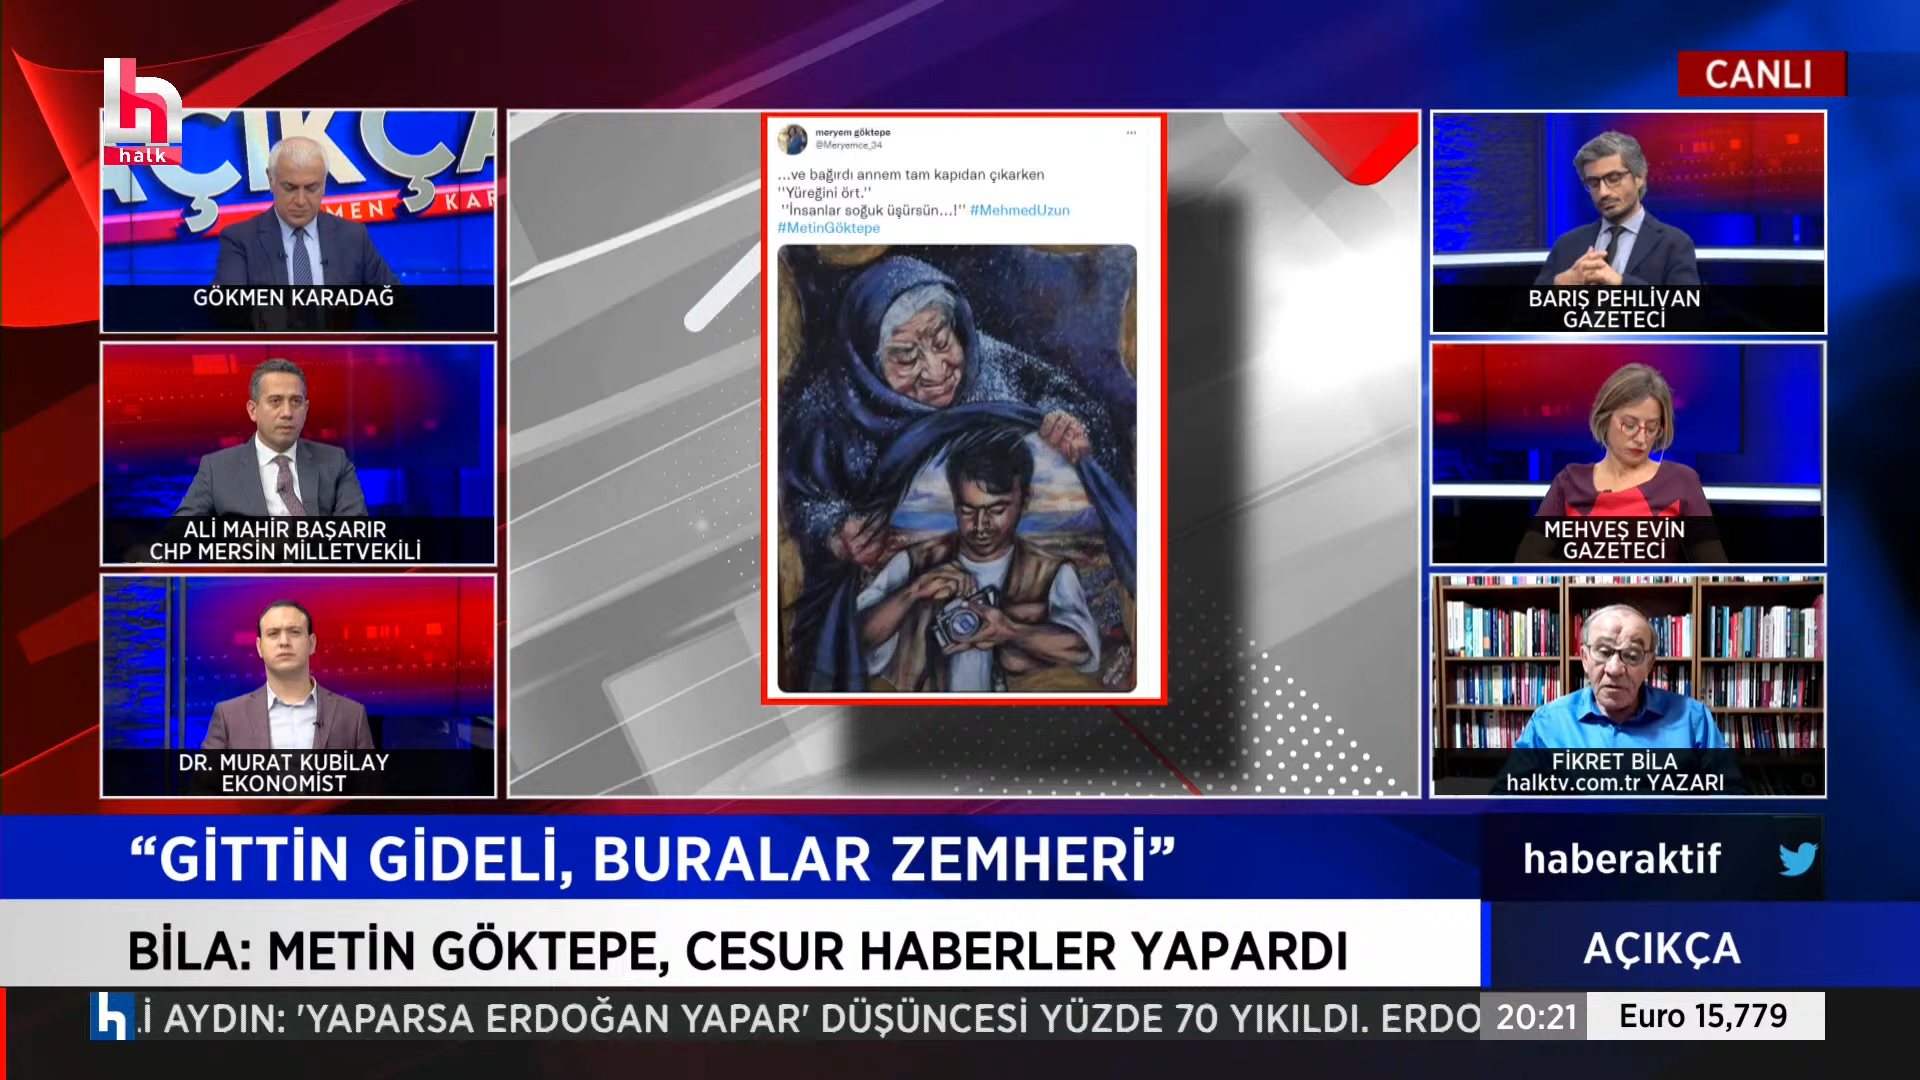 CANLI
h
halk
AÇIKÇA
MEN KAR
GÖKMEN KARADAĞ
ALİ MAHİR BAŞARIR
CHP MERSİN MİLLETVEKİLİ
DR. MURAT KUBİLAY
EKONOMİST
meryem göktepe
@Meryemce_34
...ve bağırdı annem tam kapıdan çıkarken
"Yüreğini ört."
"İnsanlar soğuk üşürsün...!" #MehmedUzun
#MetinGöktepe
BARIŞ PEHLİVAN
GAZETECİ
MEHVEŞ EVİN
GAZETECİ
FİKRET BİLA
halktv.com.tr YAZARI
“GİTTİN GİDELİ, BURALAR ZEMHERİ”
haberaktif
BİLA: METİN GÖKTEPE, CESUR HABERLER YAPARDI
AÇIKÇA
h .İ AYDIN: 'YAPARSA ERDOĞAN YAPAR' DÜŞÜNCESİ YÜZDE 70 YIKILDI. ERDO
20:21
Euro 15,779